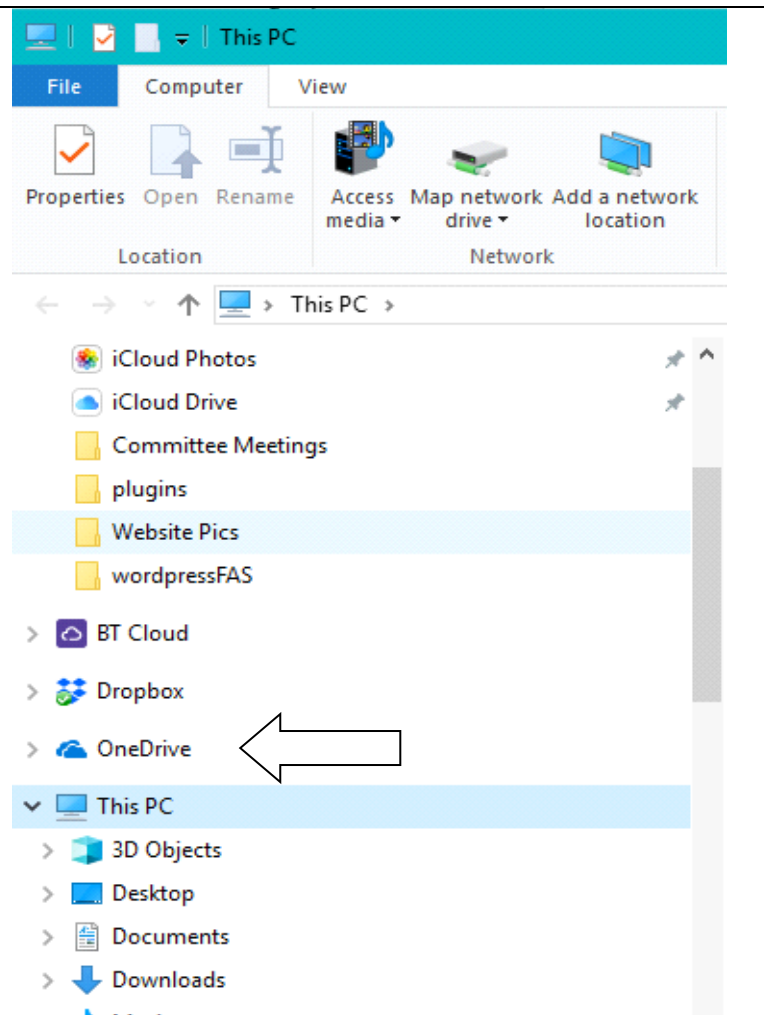 This PC
File Computer View
Properties Open Rename Access media Map network drive Add a network location
Location Network
This PC
iCloud Photos
iCloud Drive
Committee Meetings
plugins
Website Pics
wordpressFAS
BT Cloud
Dropbox
OneDrive
This PC
3D Objects
Desktop
Documents
Downloads